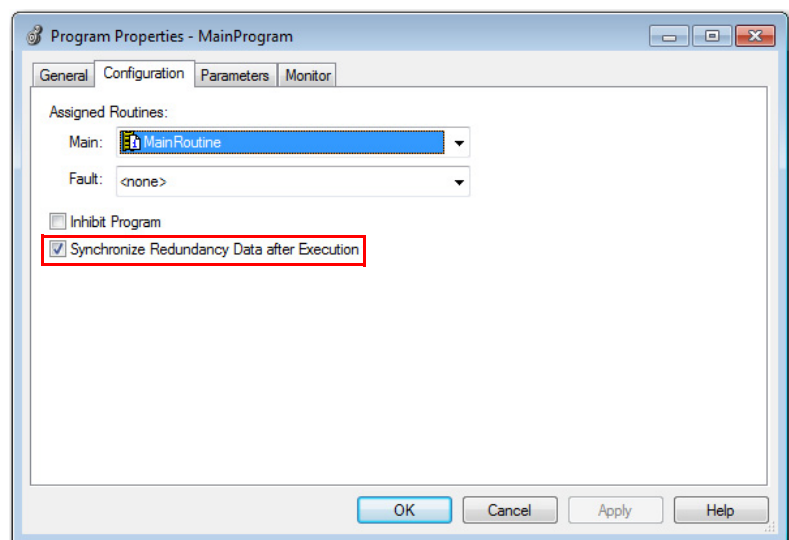 Program Properties - MainProgram
General Configuration Parameters Monitor
Assigned Routines:
Main: MainRoutine
Fault: <none>
Inhibit Program
Synchronize Redundancy Data after Execution
OK Cancel Apply Help